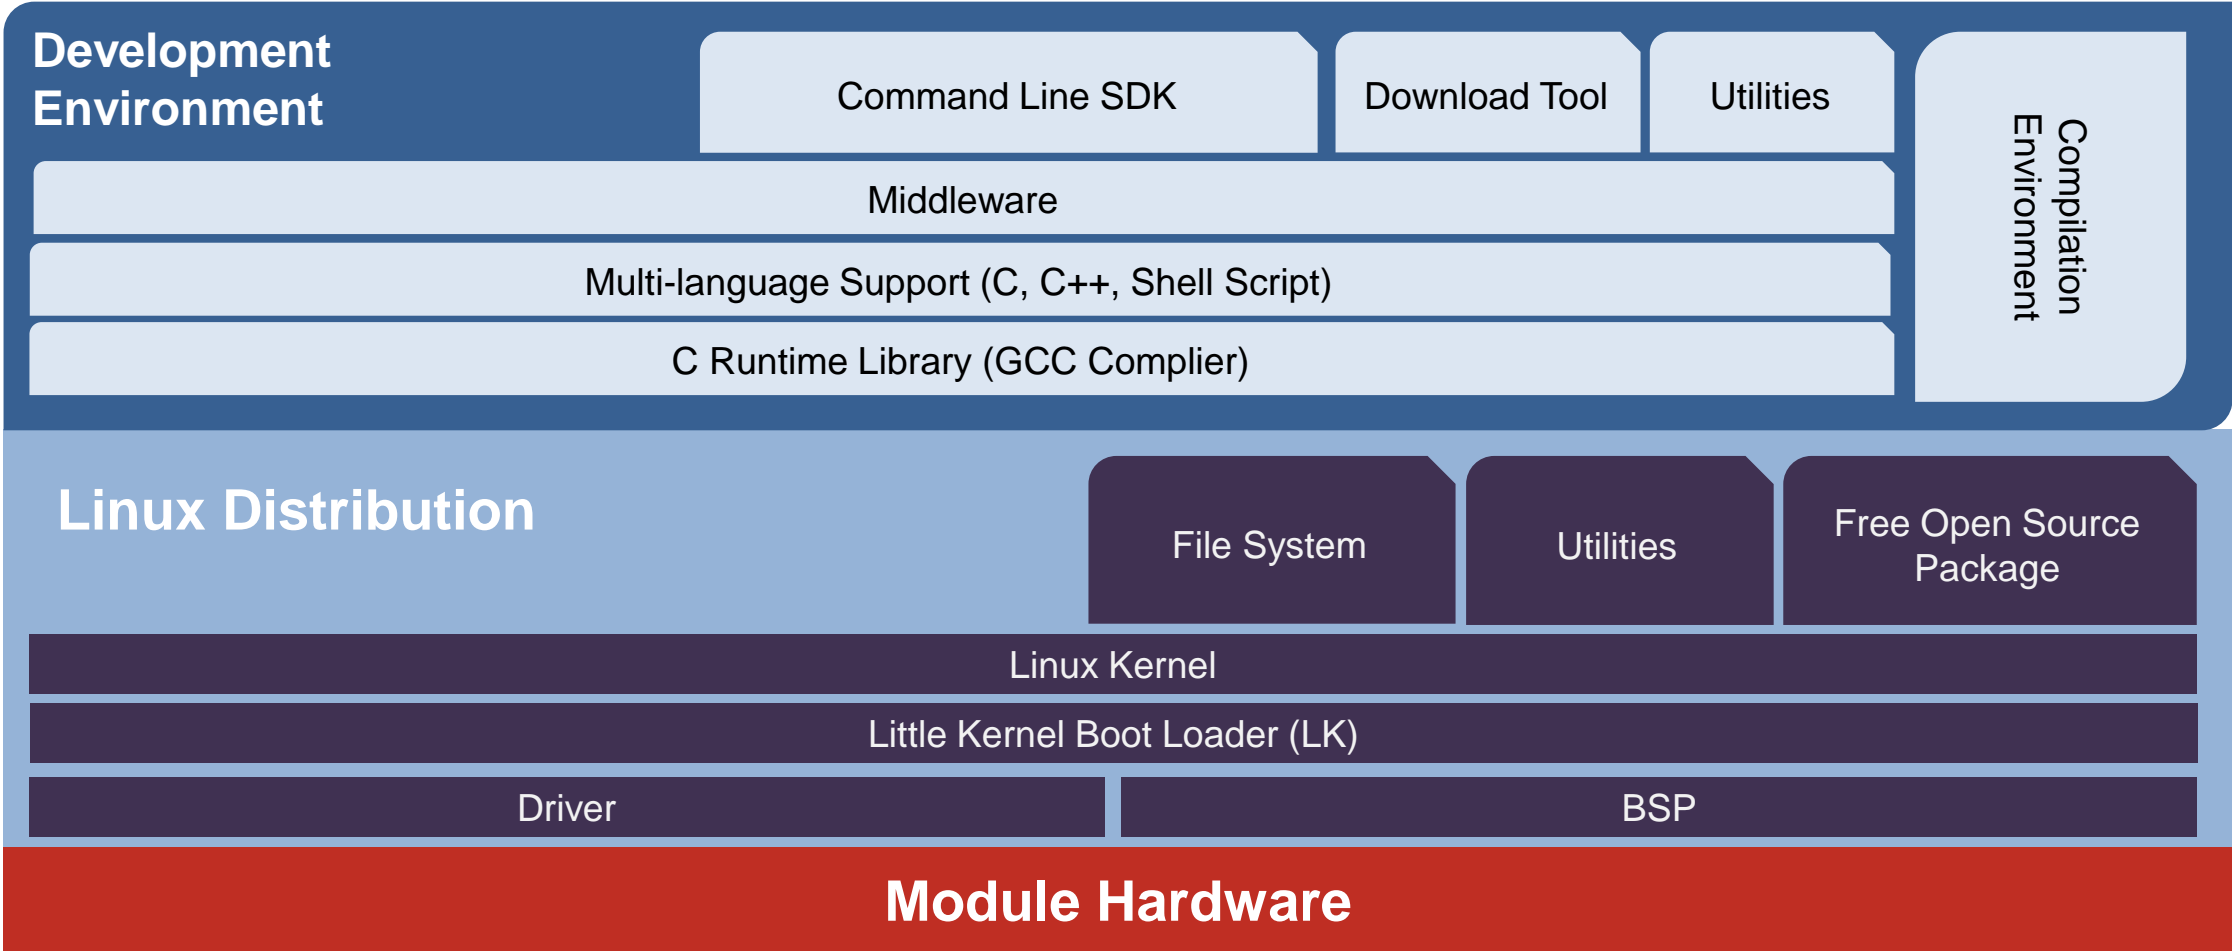 Development
Environment
Command Line SDK
Download Tool
Utilities
Compilation
Environment
Middleware
Multi-language Support (C, C++, Shell Script)
C Runtime Library (GCC Complier)
Linux Distribution
File System
Utilities
Free Open Source
Package
Linux Kernel
Little Kernel Boot Loader (LK)
Driver
BSP
Module Hardware